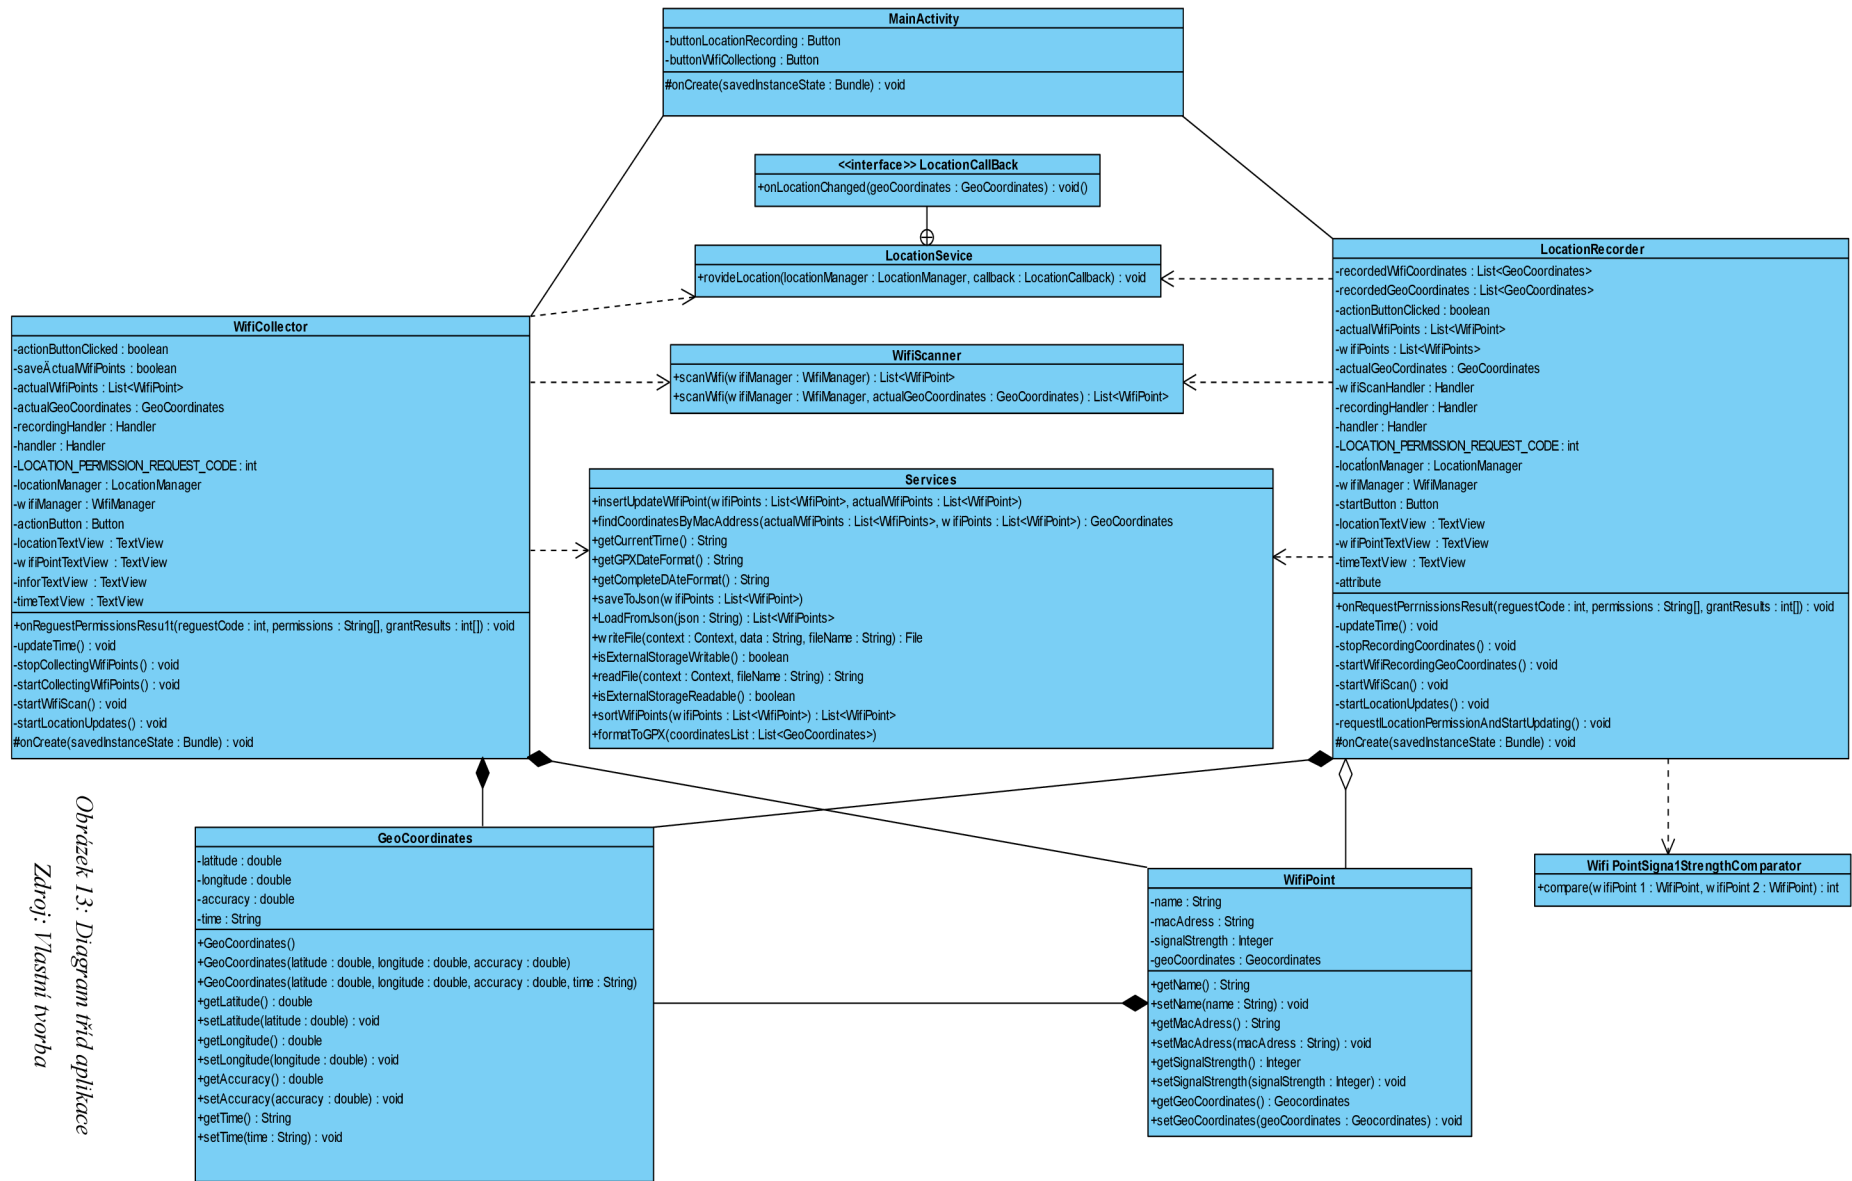 MainActivity
-buttonLocationRecording : Button
-buttonWifiCollectiong : Button
#onCreate(savedInstanceState : Bundle) : void
<<interface>> LocationCallBack
+onLocationChanged(geoCoordinates : GeoCoordinates) : void()
LocationSevice
+rovideLocation(locationManager : LocationManager, callback : LocationCallback) : void
WifiCollector
-actionButtonClicked : boolean
-saveÄctualWifiPoints : boolean
-actualWifiPoints : List<WifiPoint>
-actualGeoCoordinates : GeoCoordinates
-recordingHandler : Handler
-handler : Handler
-LOCATION_PERMISSION_REQUEST_CODE : int
-locationManager : LocationManager
-wifiManager : WifiManager
-actionButton : Button
-locationTextView : TextView
-wifiPointTextView : TextView
-inforTextView : TextView
-timeTextView : TextView
+onReguestPermissionsResu1t(reguestCode : int, permissions : String[], grantResults : int[]) : void
-updateTime() : void
-stopCollectingWifiPoints() : void
-startCollectingWifiPoints() : void
-startWifiScan() : void
-startLocationUpdates() : void
#onCreate(savedInstanceState : Bundle) : void
WifiScanner
+scanWifi(wifiManager : WifiManager) : List<WifiPoint>
+scanWifi(wifiManager : WifiManager, actualGeoCoordinates : GeoCoordinates) : List<WifiPoint>
Services
+insertUpdateWifiPoint(wifiPoints : List<WifiPoint>, actualWifiPoints : List<WifiPoint>)
+findCoordinatesByMacAddress(actualWifiPoints : List<WifiPoints>, wifiPoints : List<WifiPoint>) : GeoCoordinates
+getCurrentTirne() : String
+getGPXDateFormat() : String
+getCompleteDAteFormat() : String
+saveToJson(wifiPoints : List<WifiPoint>)
+LoadFromJson(json : String) : List<WifiPoints>
+writeFile(context : Context, data : String, fileName : String) : File
+isExternalStorageWritable() : boolean
+readFile(context : Context, fileName : String) : String
+isExternalStorageReadable() : boolean
+sortWifiPoints(wifiPoints : List<WifiPoint>) : List<WifiPoint>
+formatToGPX(coordinatesList : List<GeoCoordinates>)
LocationRecorder
-recordedWifiCoordinates : List<GeoCoordinates>
-recordedGeoCoordinates : List<GeoCoordinates>
-actionButtonClicked : boolean
-actualWifiPoints : List<WifiPoint>
-wifiPoints : List<WifiPoints>
-actualGeoCordinates : GeoCoordinates
-wifiScanHandler : Handler
-recordingHandler : Handler
-handler : Handler
-LOCATION_PERMISSION_REQUEST_CODE : int
-locatíonManager : LocationManager
-wifiManager : WifiManager
-startButton : Button
-locationTextView : TextView
-wifiPointTextView : TextView
-timeTextView : TextView
-attribute
+onRequestPerrnissionsResult(reguestCode : int, permissions : String[], grantResults : int[]) : void
-updateTime() : void
-stopRecordingCoordinates() : void
-startWifiRecordingGeoCoordinates() : void
-startWifiScan() : void
-startLocationUpdates() : void
-requestlLocationPermissionAndStartUpdating() : void
#onCreate(savedInstanceState : Bundle) : void
GeoCoordinates
-latitude : double
-longitude : double
-accuracy : double
-time : String
+GeoCoordinates()
+GeoCoordinates(latitude : double, longitude : double, accuracy : double)
+GeoCoordinates(latitude : double, longitude : double, accuracy : double, time : String)
+getLatitude() : double
+setLatitude(latitude : double) : void
+getLongitude() : double
+setLongitude(longitude : double) : void
+getAccuracy() : double
+setAccuracy(accuracy : double) : void
+getTime() : String
+setTime(time : String) : void
WifiPoint
-name : String
-macAdress : String
-signalStrength : Integer
-geoCoordinates : Geocordinates
+getName() : String
+setName(name : String) : void
+getMacAdress() : String
+setMacAdress(macAdress : String) : void
+getSignalStrength() : Integer
+setSignalStrength(signalStrength : Integer) : void
+getGeoCoordinates() : Geocordinates
+setGeoCoordinates(geoCoordinates : Geocordinates) : void
Wifi PointSigna1StrengthComparator
+compare(wifiPoint 1 : WifiPoint, wifiPoint 2 : WifiPoint) : int
Obrázek 13: Diagram tříd aplikace
Zdroj: Vlastní tvorba